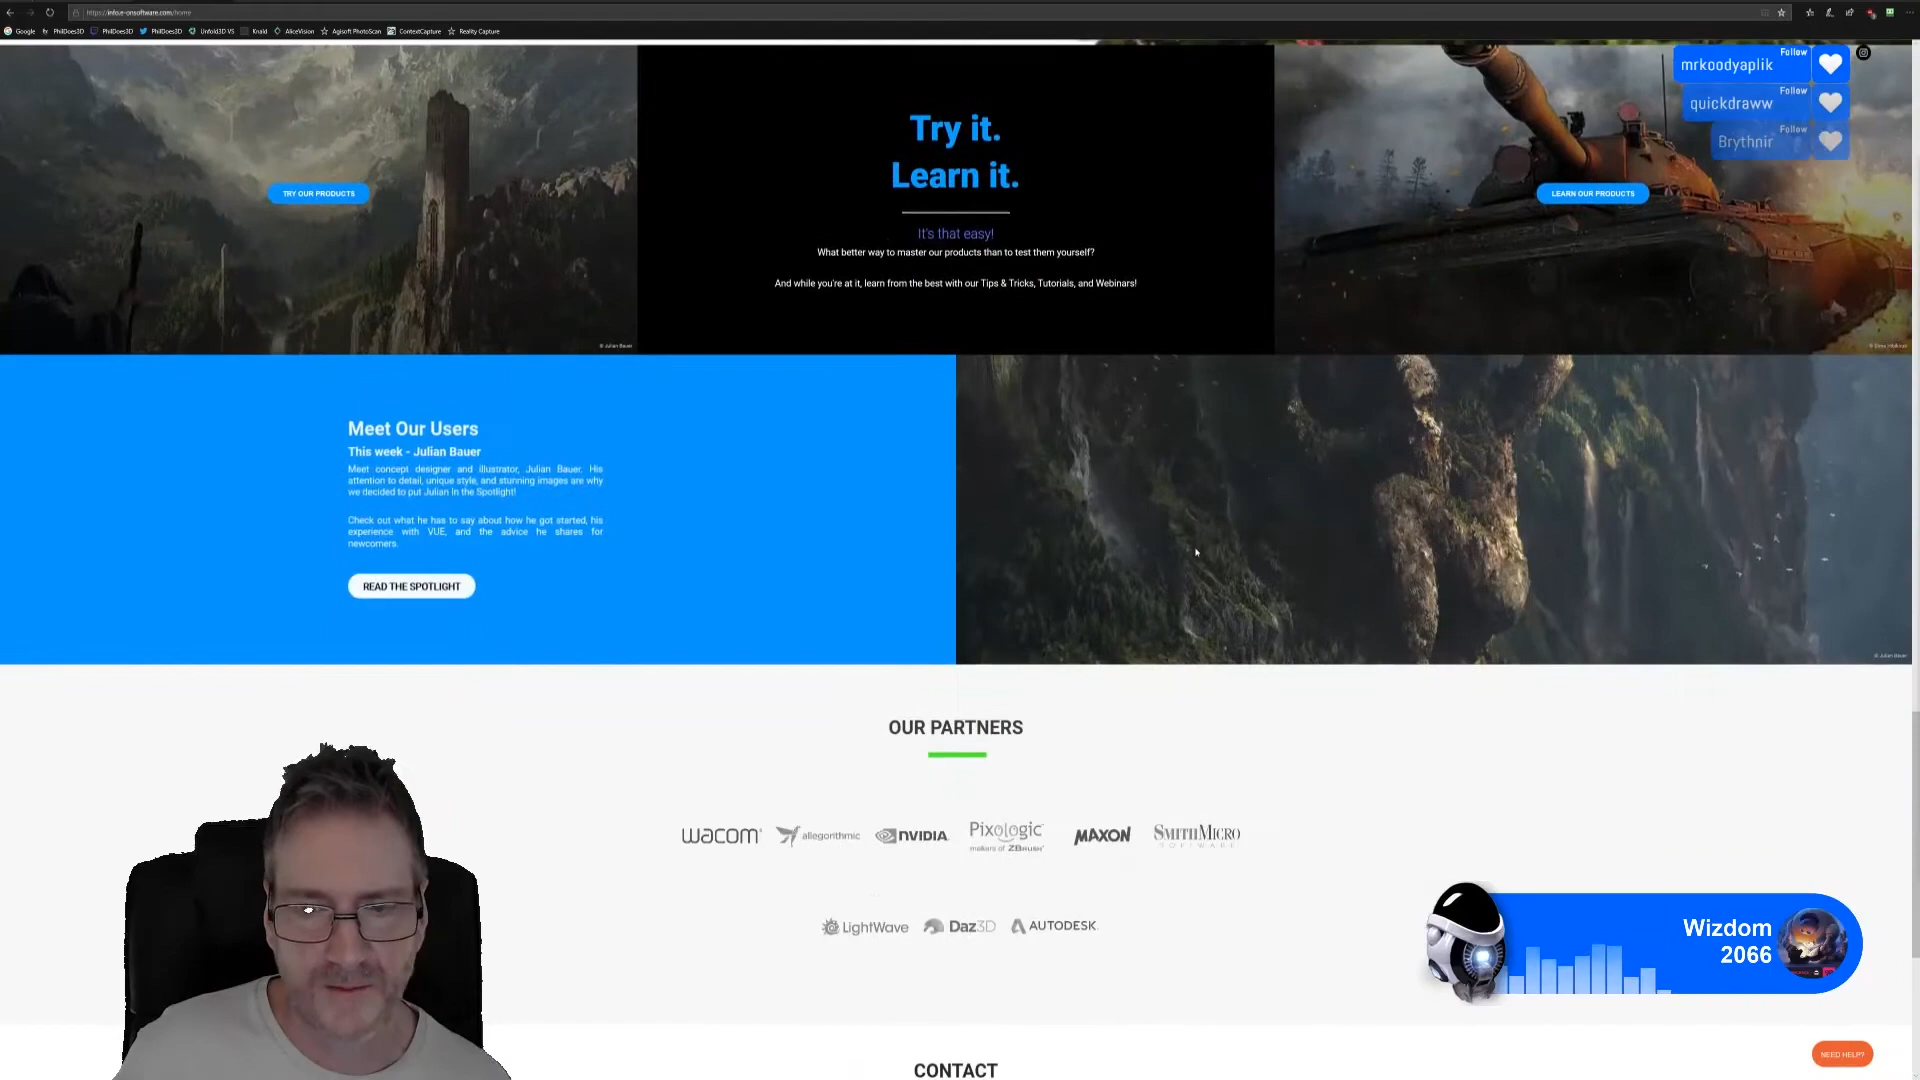 https://info.e-onsoftware.com/home
Google
PhilDoes3D
PhilDoes3D
PhilDoes3D
Unfold3D VS
Knald
AliceVision
Agisoft PhotoScan
ContextCapture
Reality Capture
Follow
mrkoodyaplik
Follow
quickdraww
Follow
Brythnir
Try it.
Learn it.
TRY OUR PRODUCTS
LEARN OUR PRODUCTS
It's that easy!
What better way to master our products than to test them yourself?
And while you're at it, learn from the best with our Tips & Tricks, Tutorials, and Webinars!
© Julian Bauer
Meet Our Users
This week - Julian Bauer
Meet concept designer and illustrator, Julian Bauer. His
attention to detail, unique style, and stunning images are why
we decided to put Julian In the Spotlight!
Check out what he has to say about how he got started, his
experience with VUE, and the advice he shares for
newcomers.
READ THE SPOTLIGHT
© Julian Bauer
OUR PARTNERS
wacom
allegorithmic
NVIDIA
Pixologic
makers of ZBRUSH
MAXON
SMITH MICRO
SOFTWARE
LightWave
Daz3D
AUTODESK
Wizdom
2066
NEED HELP?
CONTACT